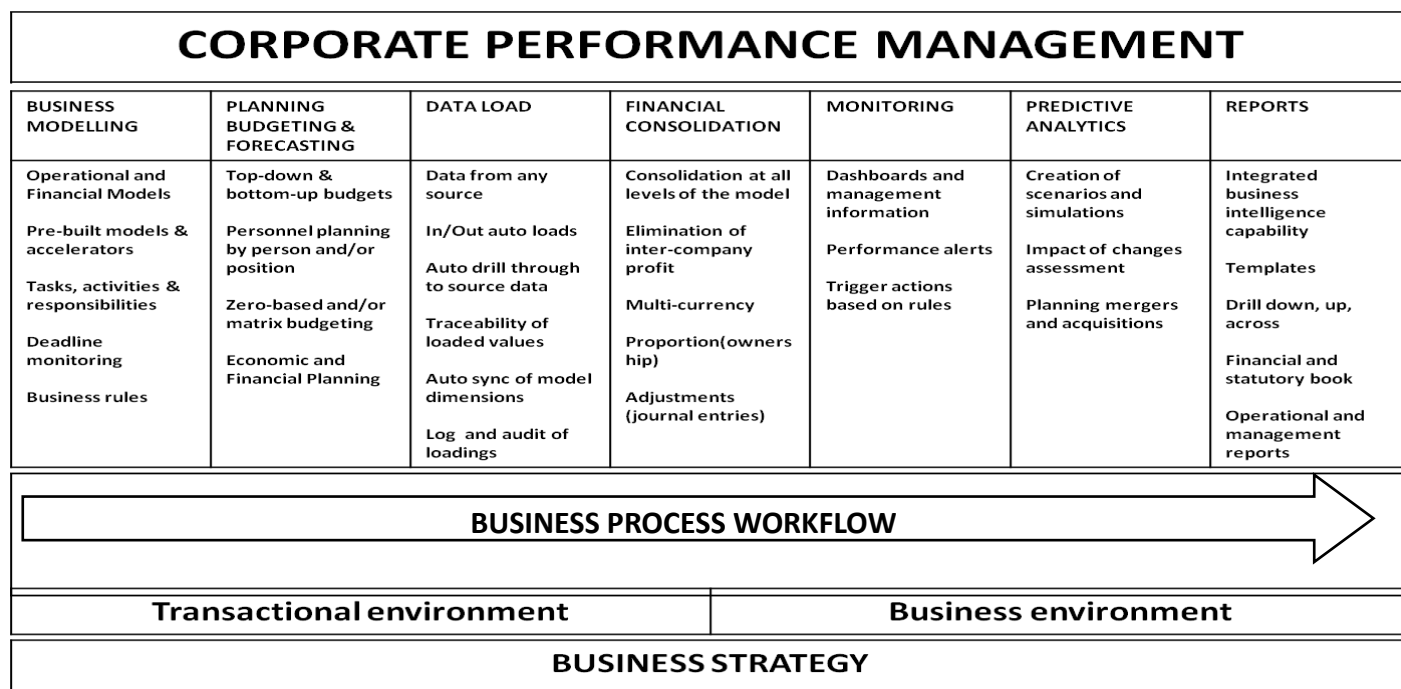 CORPORATE PERFORMANCE MANAGEMENT
BUSINESS
MODELLING
PLANNING
BUDGETING &
FORECASTING
DATA LOAD
FINANCIAL
CONSOLIDATION
MONITORING
PREDICTIVE
ANALYTICS
REPORTS
Operational and
Financial Models
Pre-built models &
accelerators
Tasks, activities &
responsibilities
Deadline
monitoring
Business rules
Top-down &
bottom-up budgets
Personnel planning
by person and/or
position
Zero-based and/or
matrix budgeting
Economic and
Financial Planning
Data from any
source
In/Out auto loads
Auto drill through
to source data
Traceability of
loaded values
Auto sync of model
dimensions
Log and audit of
loadings
Consolidation at all
levels of the model
Elimination of
inter-company
profit
Multi-currency
Proportion(owners
hip)
Adjustments
(journal entries)
Dashboards and
management
information
Performance alerts
Trigger actions
based on rules
Creation of
scenarios and
simulations
Impact of changes
assessment
Planning mergers
and acquisitions
Integrated
business
intelligence
capability
Templates
Drill down, up,
across
Financial and
statutory book
Operational and
management
reports
BUSINESS PROCESS WORKFLOW
Transactional environment
Business environment
BUSINESS STRATEGY